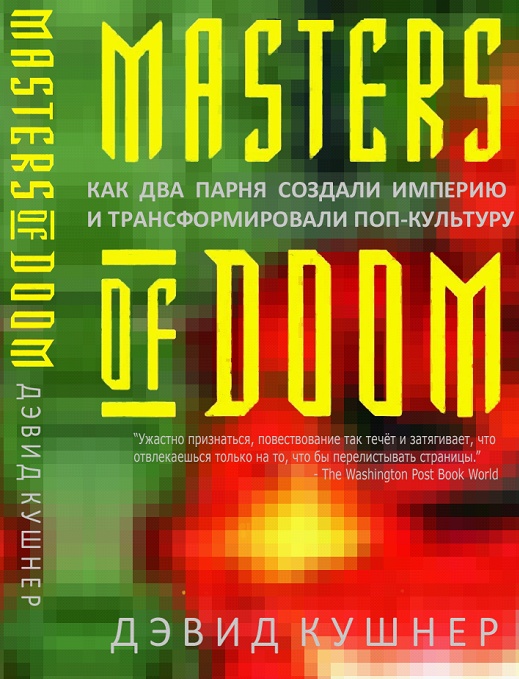 MASTERS OF DOOM
ДЭВИД КУШНЕР
MASTERS
КАК ДВА ПАРНЯ СОЗДАЛИ ИМПЕРИЮ
И ТРАНСФОРМИРОВАЛИ ПОП-КУЛЬТУРУ
OF DOOM
“Ужастно признаться, повествование так течёт и затягивает, что
отвлекаешься только на то, что бы перелистывать страницы.”
- The Washington Post Book World
ДЭВИД КУШНЕР